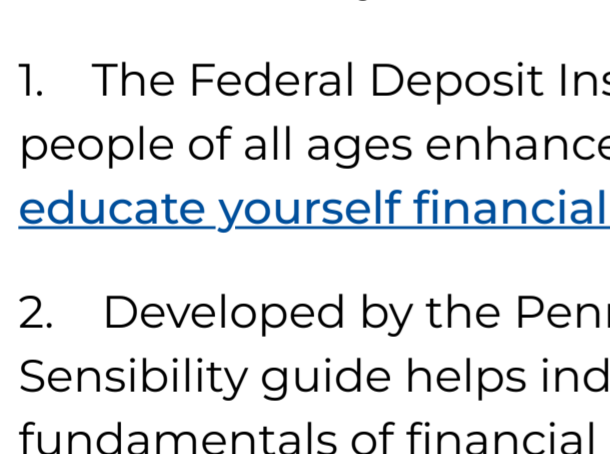 1. The Federal Deposit
people of all ages enhance
educate yourself financial
2. Developed by the
Sensibility guide helps
fundamentals of financial